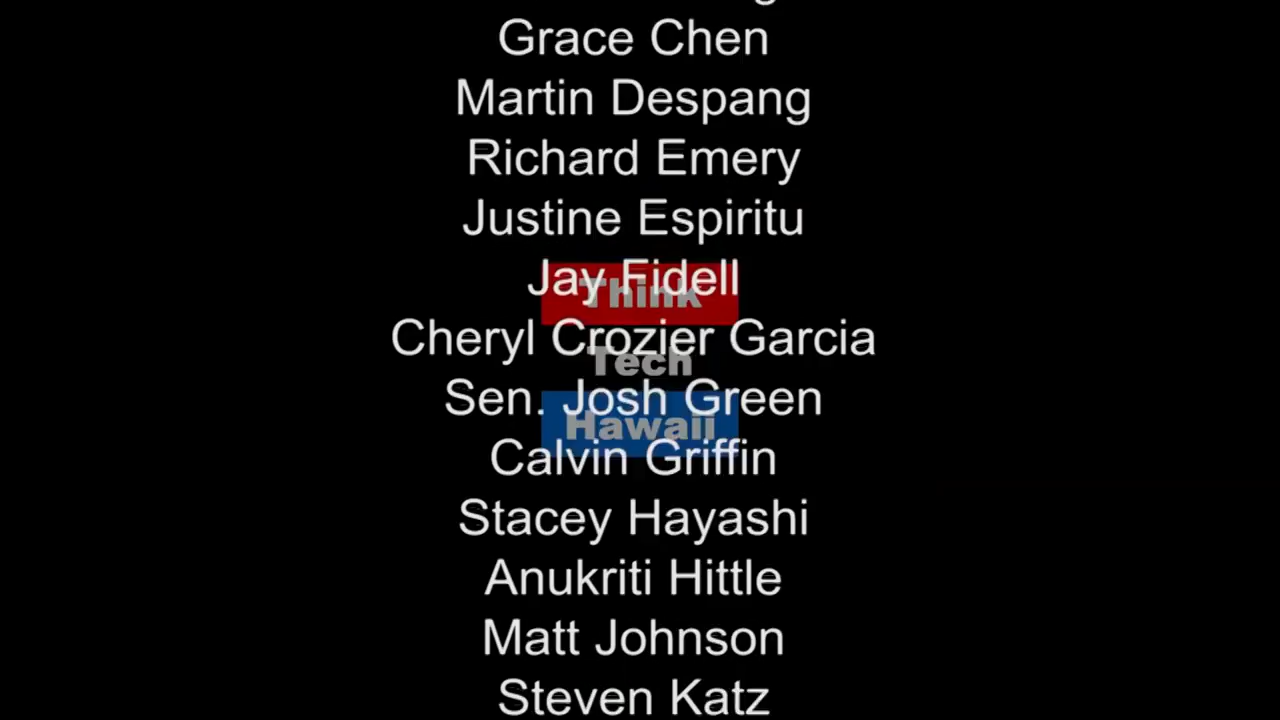 Grace Chen
Martin Despang
Richard Emery
Justine Espiritu
Jay Fidell
Think
Cheryl Crozier Garcia
Tech
Sen. Josh Green
Hawaii
Calvin Griffin
Stacey Hayashi
Anukriti Hittle
Matt Johnson
Steven Katz